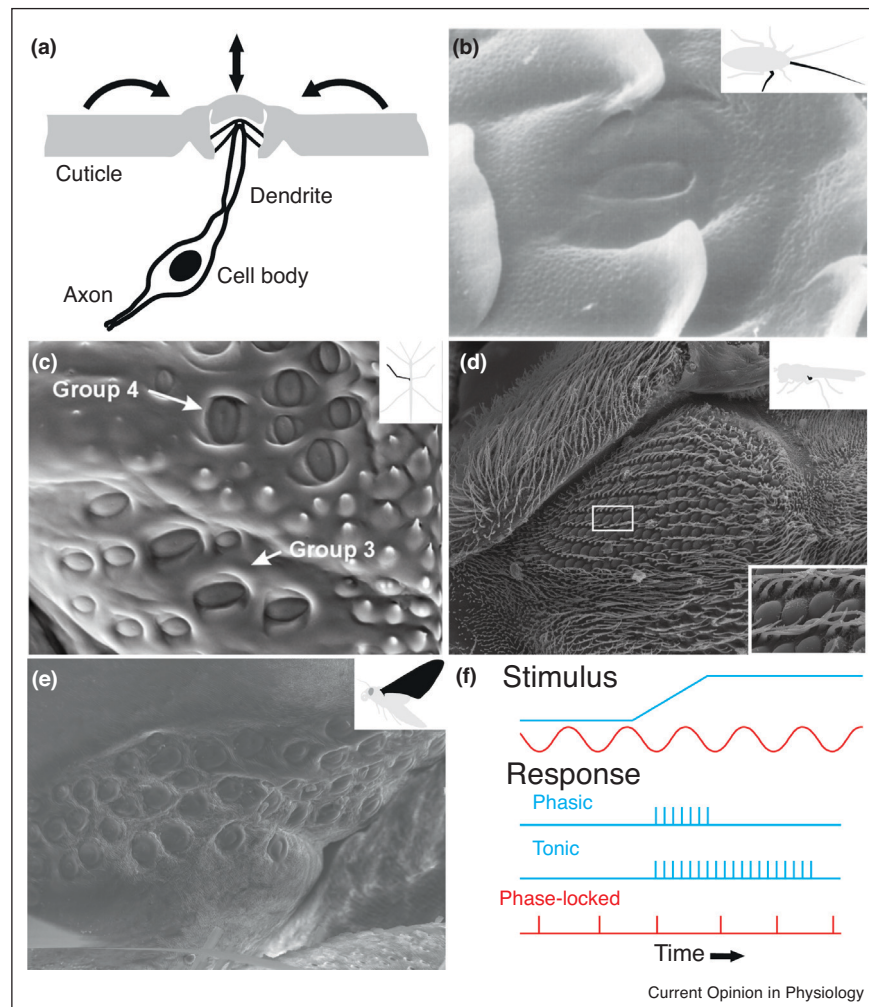 (a)
Cuticle
Dendrite
Cell body
Axon
(b)
(c)
Group 4
Group 3
(d)
(e)
(f)
Stimulus
Response
Phasic
Tonic
Phase-locked
Time
Current Opinion in Physiology